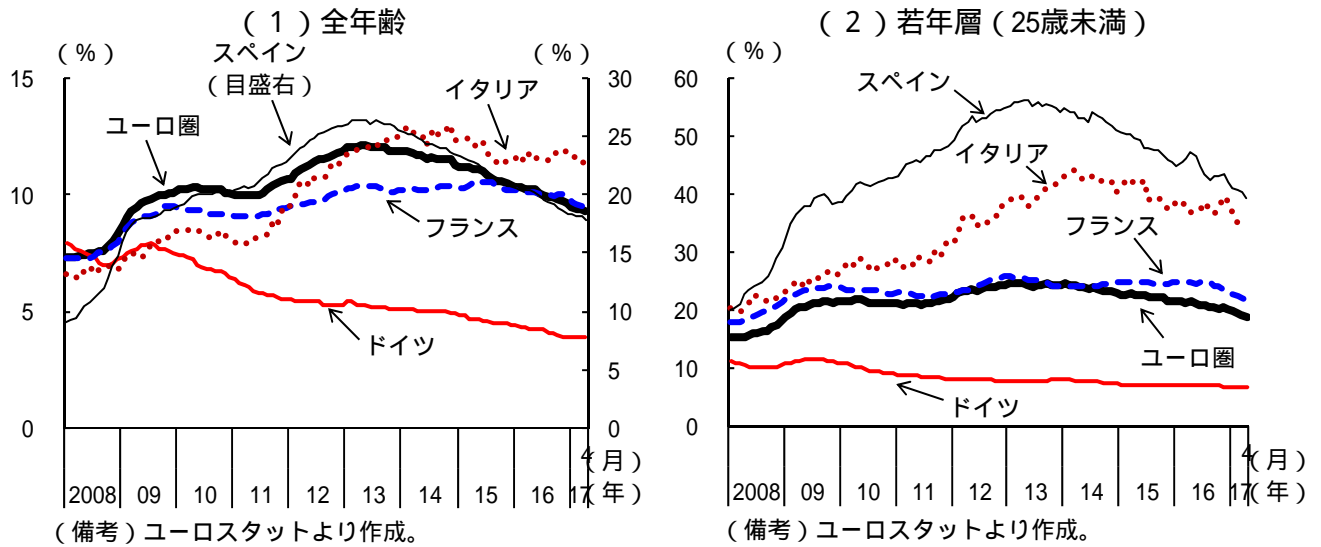 （１）全年齢
（％）
スペイン
（目盛右）
（％）
15
10
5
0
30
25
20
15
10
5
0
ユーロ圏
イタリア
フランス
ドイツ
4
（月）
2008 09 10 11 12 13 14 15 16 17
（年）
（備考）ユーロスタットより作成。
（２）若年層（25歳未満）
（％）
60
50
40
30
20
10
0
スペイン
イタリア
フランス
ユーロ圏
ドイツ
4
（月）
2008 09 10 11 12 13 14 15 16 17
（年）
（備考）ユーロスタットより作成。